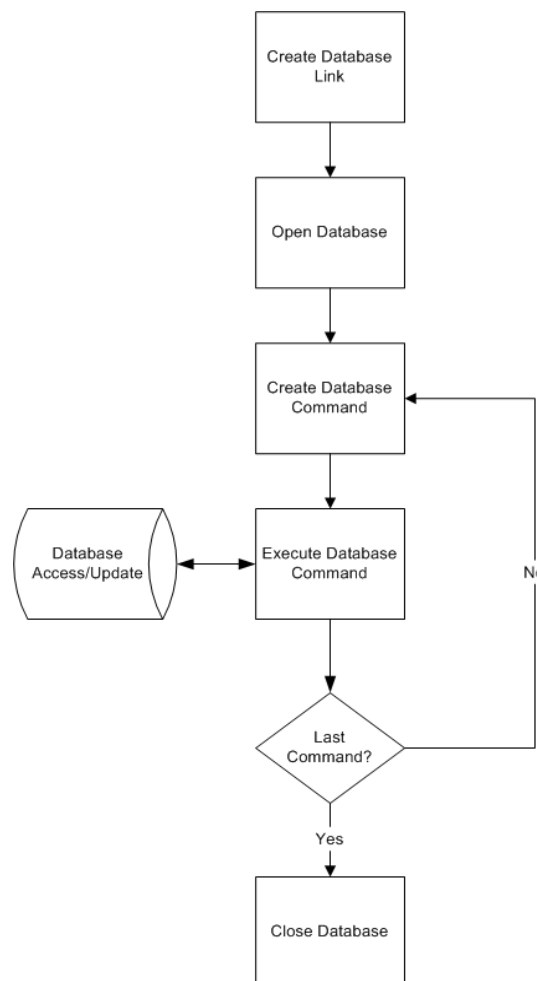 Create Database
Link
Open Database
Create Database
Command
Database
Access/Update
Execute Database
Command
Last
Command?
No
Yes
Close Database